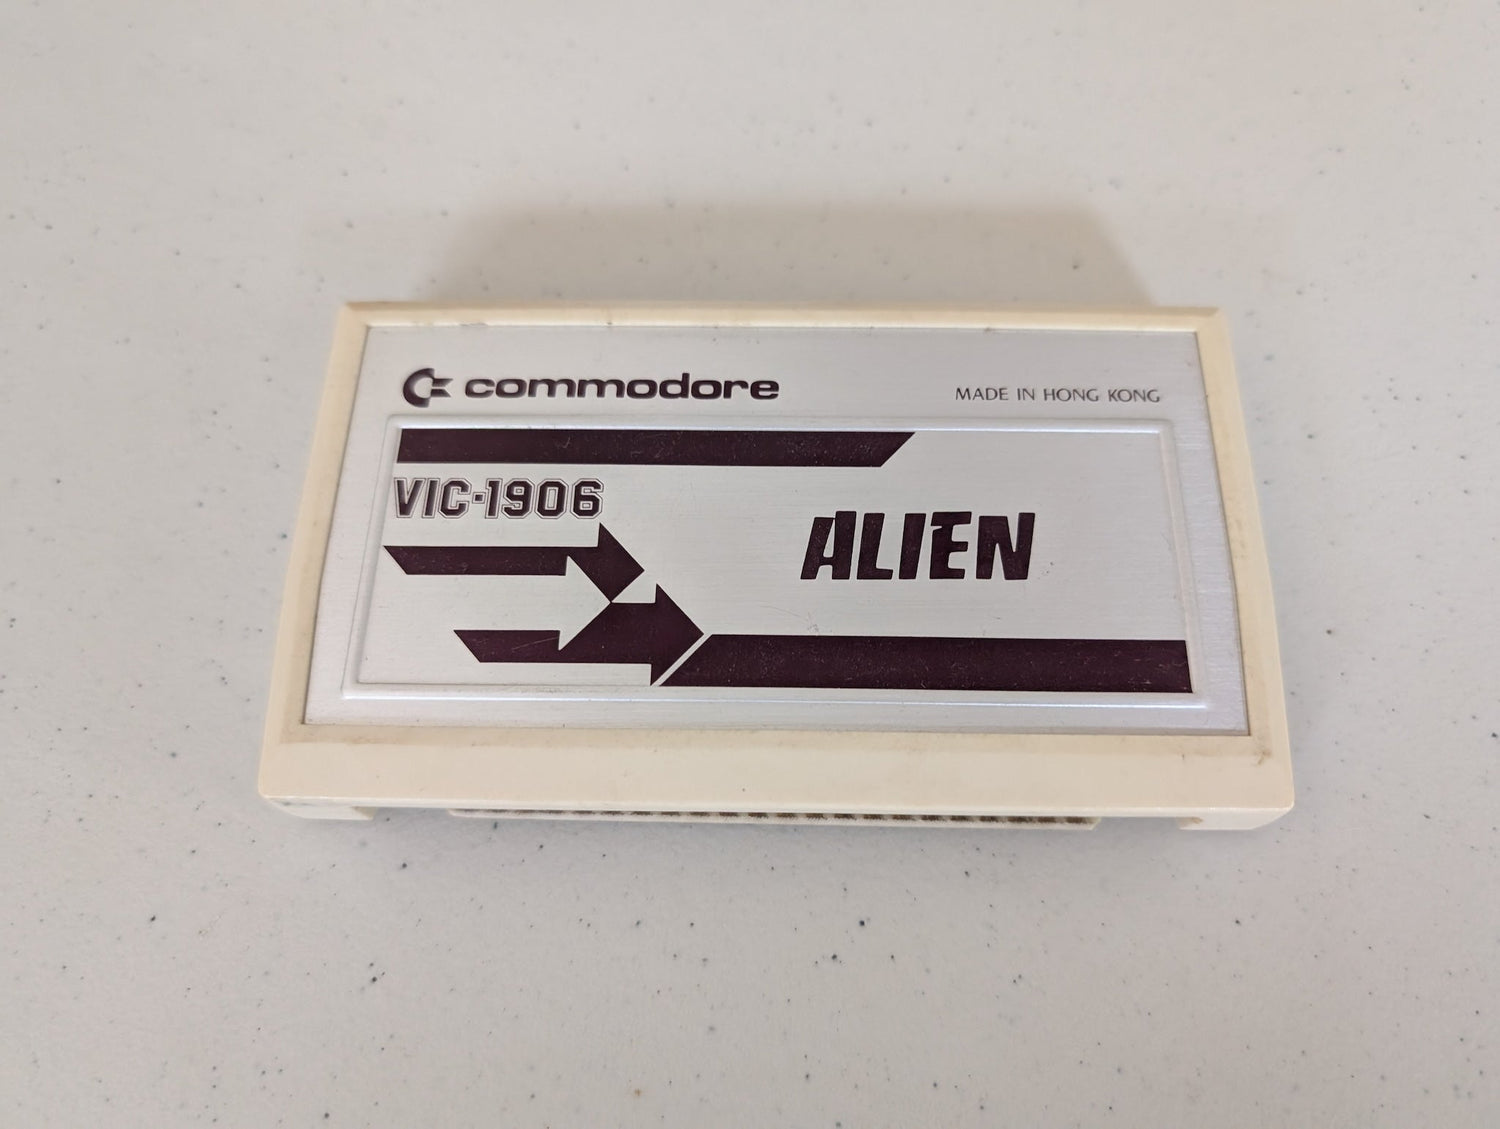 commodore
MADE IN HONG KONG
VIC-1906
ALIEN